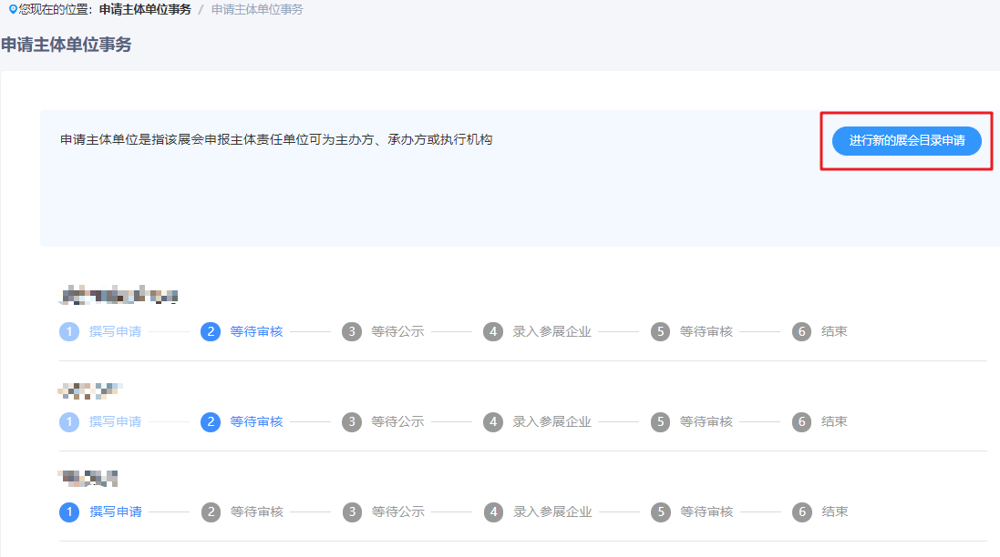 您现在的位置：申请主体单位事务 / 申请主体单位事务
申请主体单位事务
申请主体单位是指该展会申报主体责任单位可为主办方、承办方或执行机构
进行新的展会目录申请
1 撰写申请 2 等待审核 3 等待公示 4 录入参展企业 5 等待审核 6 结束
1 撰写申请 2 等待审核 3 等待公示 4 录入参展企业 5 等待审核 6 结束
1 撰写申请 2 等待审核 3 等待公示 4 录入参展企业 5 等待审核 6 结束